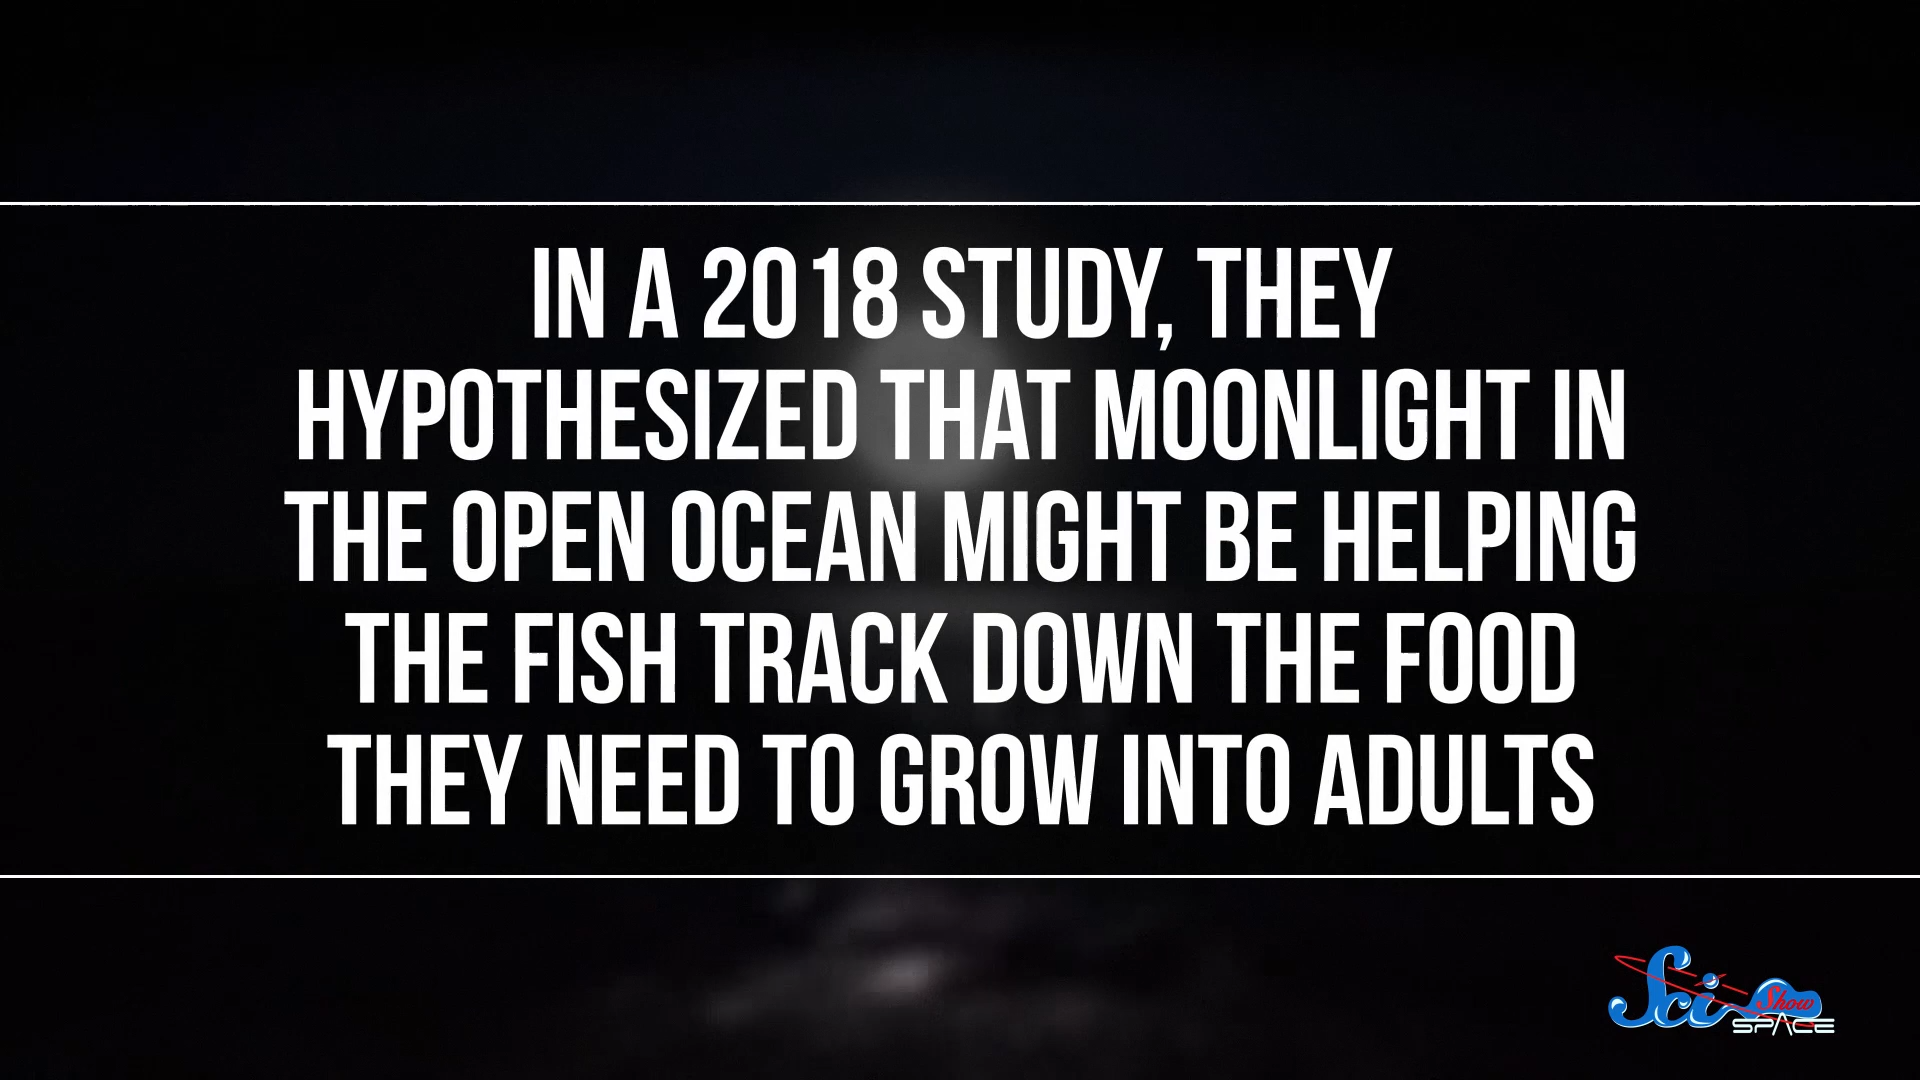 IN A 2018 STUDY, THEY
HYPOTHESIZED THAT MOONLIGHT IN
THE OPEN OCEAN MIGHT BE HELPING
THE FISH TRACK DOWN THE FOOD
THEY NEED TO GROW INTO ADULTS
Sci Show
SPACE